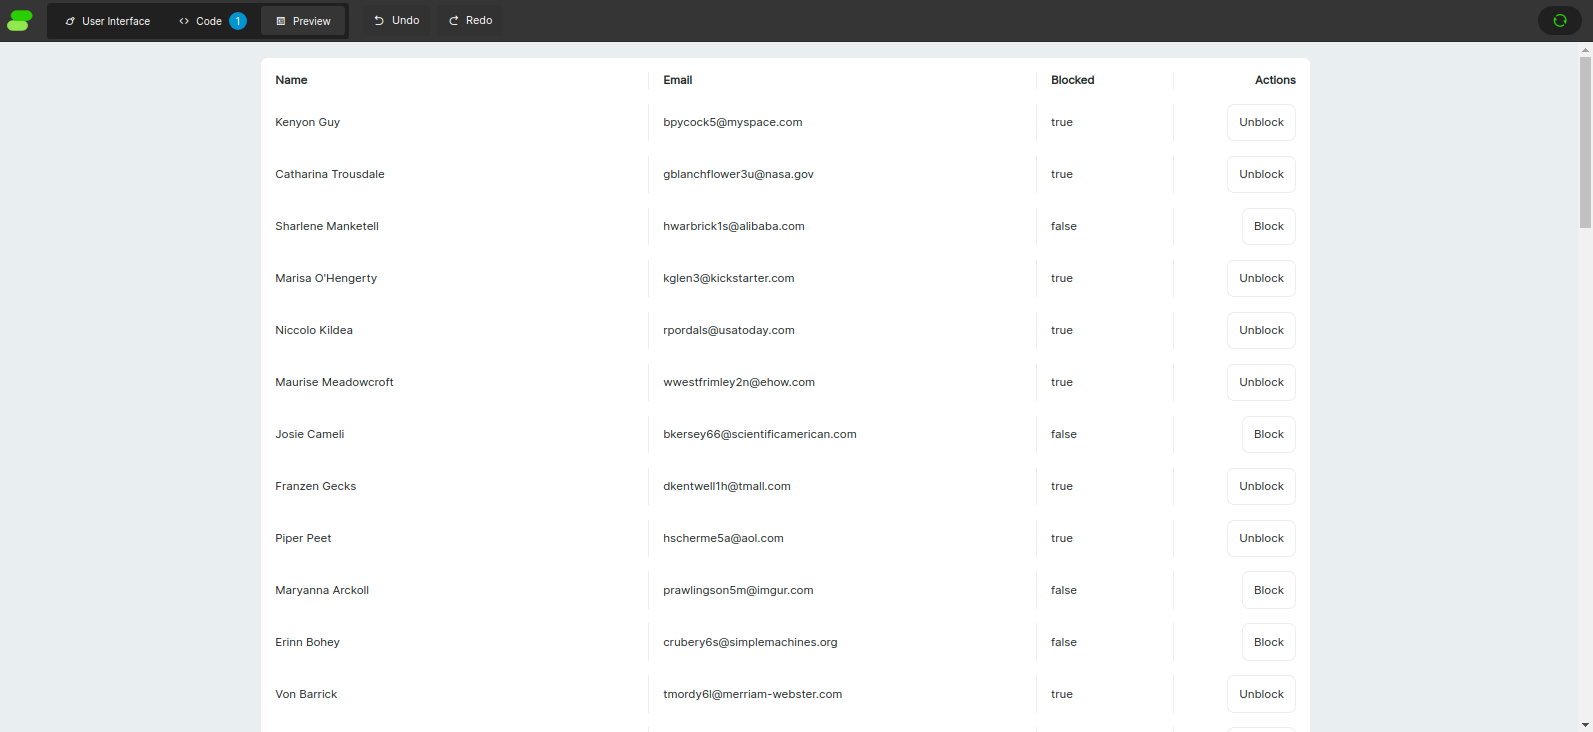 User Interface Code 1 Preview Undo Redo
Name Email Blocked Actions
Kenyon Guy bpycock5@myspace.com true Unblock
Catharina Trousdale gblanchflower3u@nasa.gov true Unblock
Sharlene Manketell hwarbrick1s@alibaba.com false Block
Marisa O'Hengerty kglen3@kickstarter.com true Unblock
Niccolo Kildea rpordals@usatoday.com true Unblock
Maurise Meadowcroft wwestfrimley2n@ehow.com true Unblock
Josie Cameli bkersey66@scientificamerican.com false Block
Franzen Gecks dkentwell1h@tmall.com true Unblock
Piper Peet hscherme5a@aol.com true Unblock
Maryanna Arckoll prawlingson5m@imgur.com false Block
Erinn Bohey crubery6s@simplemachines.org false Block
Von Barrick tmordy6l@merriam-webster.com true Unblock